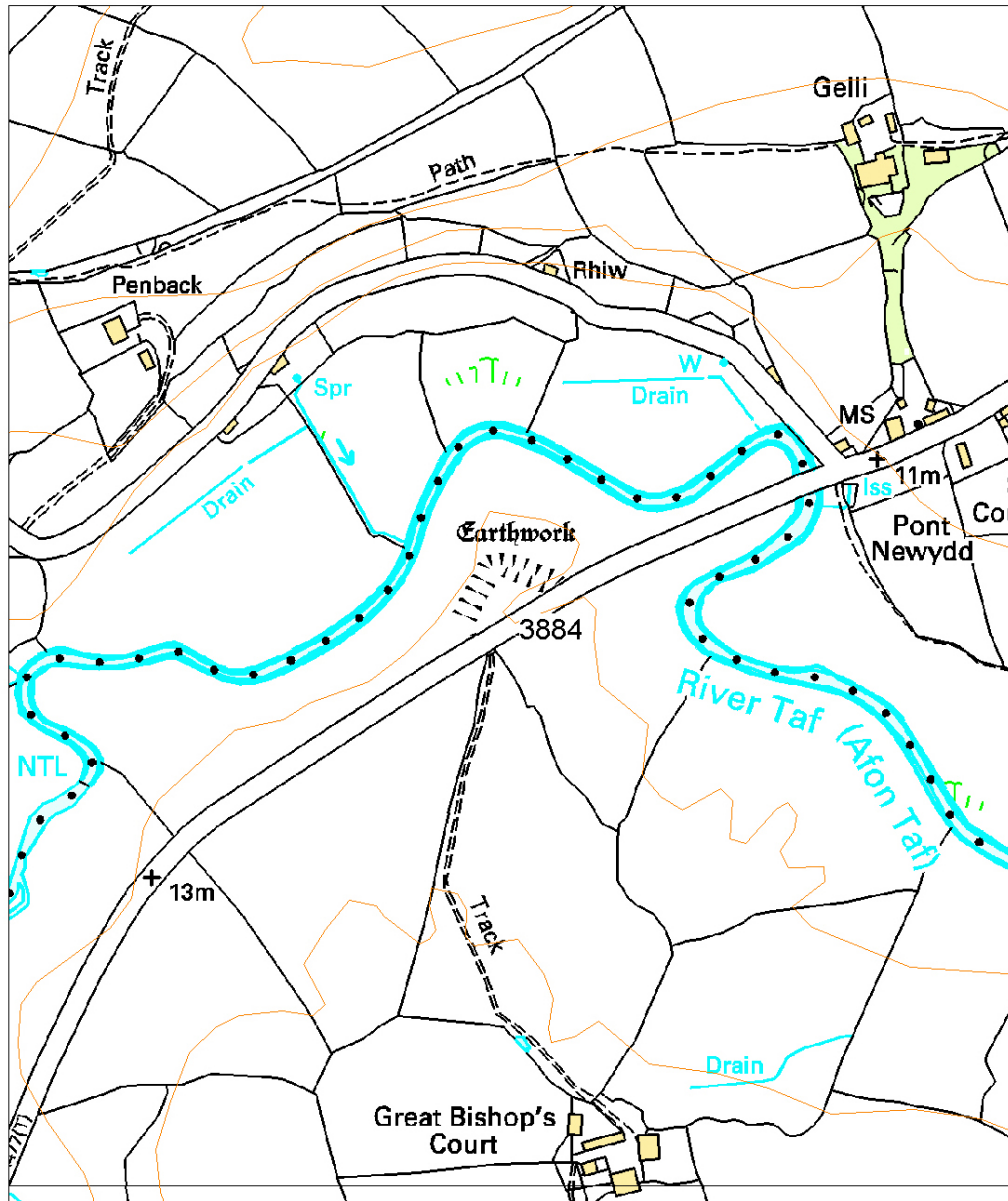 Track
Gelli
Path
Rhiw
Penback
W
Drain
Spr
MS
11m
Iss
Drain
Earthwork
Pont
Newydd
3884
River Taf (Afon Taf)
NTL
13m
Track
Drain
Great Bishop's
Court